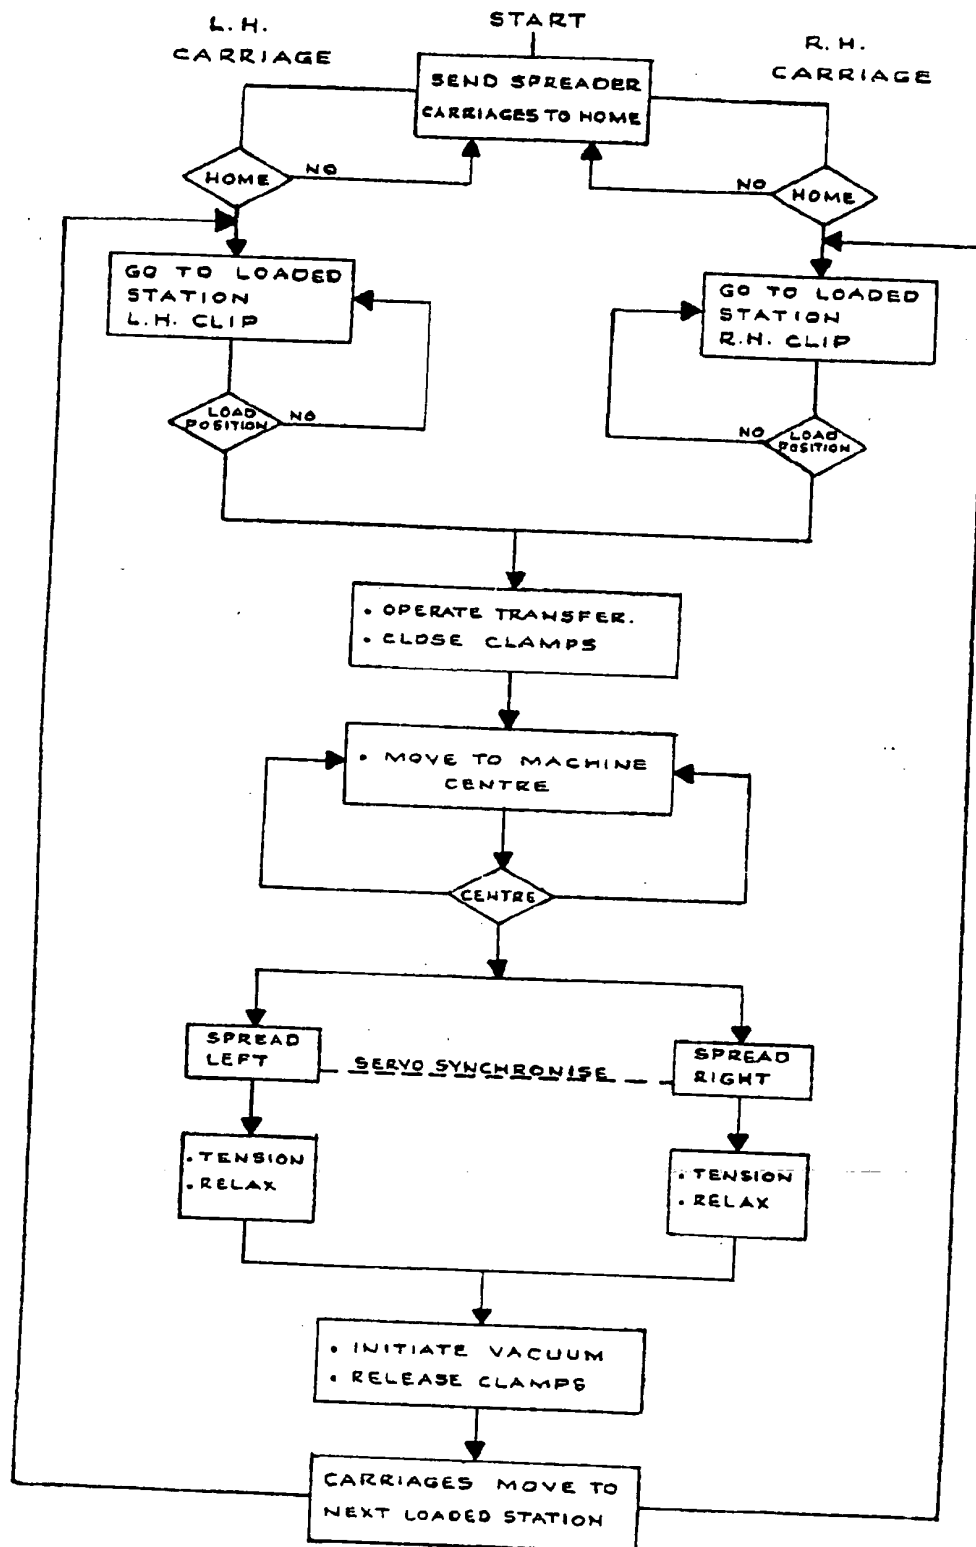 L.H.
CARRIAGE
START
R.H.
CARRIAGE
SEND SPREADER
CARRIAGES TO HOME
HOME
NO
NO
HOME
GO TO LOADED
STATION
L.H. CLIP
GO TO LOADED
STATION
R.H. CLIP
LOAD
POSITION
NO
NO
LOAD
POSITION
• OPERATE TRANSFER.
• CLOSE CLAMPS
• MOVE TO MACHINE
CENTRE
CENTRE
SPREAD
LEFT
SERVO SYNCHRONISE
SPREAD
RIGHT
• TENSION
• RELAX
• TENSION
• RELAX
• INITIATE VACUUM
• RELEASE CLAMPS
CARRIAGES MOVE TO
NEXT LOADED STATION